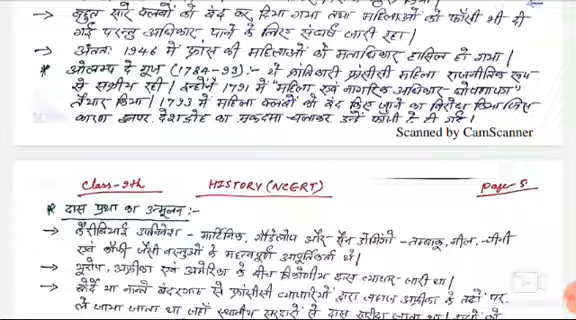 → बहुत सारे क्लबों को बंद कर दिया गया तथा महिलाओं को फाँसी भी दी
गई परन्तु अधिकार पाने के लिए संघर्ष जारी रहा।
→ अंततः 1946 में फ्रांस की महिलाओं को मताधिकार हासिल हो गया।
* ओलम्प दे गूज (1784-93):- ये क्रांतिकारी फ्रांसीसी महिला राजनीतिक रूप
से सक्रीय रही। इन्होंने 1791 में "महिला एवं नागरिक अधिकार घोषणापत्र"
तैयार किया। 1793 में महिला क्लबों को बंद किए जाने का विरोध किया जिस
कारण इनपर देशद्रोह का मुकदमा चलाकर उन्हें फाँसी दे दी गई।
Scanned by CamScanner
Class-9th HISTORY (NCERT) Page 5
* दास प्रथा का उन्मूलन:-
→ कैरीबियाई उपनिवेश - मार्टिनिक, गॉडेलोप और सैन डोमिंगो - तम्बाकू, नील, चीनी
एवं कॉफी जैसी वस्तुओं के महत्वपूर्ण आपूर्तिकर्ता थे।
→ यूरोप, अफ्रीका एवं अमेरिका के बीच त्रिकोणीय दास व्यापार जारी था।
→ बोर्दे या नान्ते बंदरगाह से फ्रांसीसी व्यापारियों द्वारा जहाज अफ्रीका के तटों पर
ले जाया जाता था जहाँ स्थानीय सरदारों से दास खरीदा जाता था।